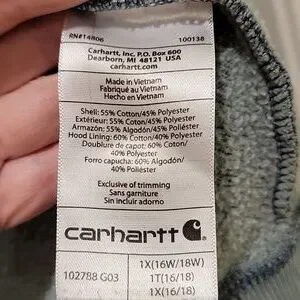 RN#14806 100138
Carhartt, Inc. P.O. Box 600
Dearborn, MI 48121 USA
carhartt.com
Made in Vietnam
Fabriqué au Vietnam
Hecho en Vietnam
Shell: 55% Cotton/45% Polyester
Extérieur: 55% Coton/45% Polyester
Armazón: 55% Algodón/45% Poliester
Hood Lining: 60% Cotton/40% Polyester
Doublure de capot: 60% Coton/
40% Polyester
Forro capucha: 60% Algodón/
40% Poliester
Exclusive of trimming
Sans garniture
Sin incluir adorno
carhartt
102788 G03
1X(16W/18W)
1T(16/18)
1X(16/18)